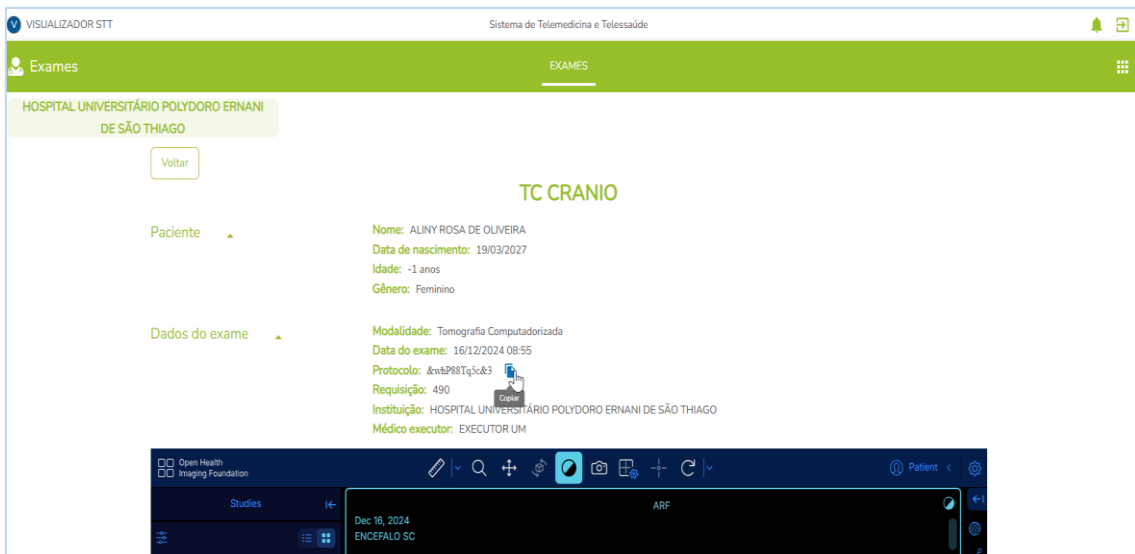 V VISUALIZADOR STT
Sistema de Telemedicina e Telessaúde
Exames
EXAMES
HOSPITAL UNIVERSITÁRIO POLYDORO ERNANI
DE SÃO THIAGO
Voltar
TC CRANIO
Paciente
Nome: ALINY ROSA DE OLIVEIRA
Data de nascimento: 19/03/2027
Idade: -1 anos
Gênero: Feminino
Dados do exame
Modalidade: Tomografia Computadorizada
Data do exame: 16/12/2024 08:55
Protocolo: &whP88Tq5c&3
Requisição: 490
Copiar
Instituição: HOSPITAL UNIVERSITÁRIO POLYDORO ERNANI DE SÃO THIAGO
Médico executor: EXECUTOR UM
Open Health
Imaging Foundation
Patient
Studies
ARF
Dec 16, 2024
ENCEFALO SC